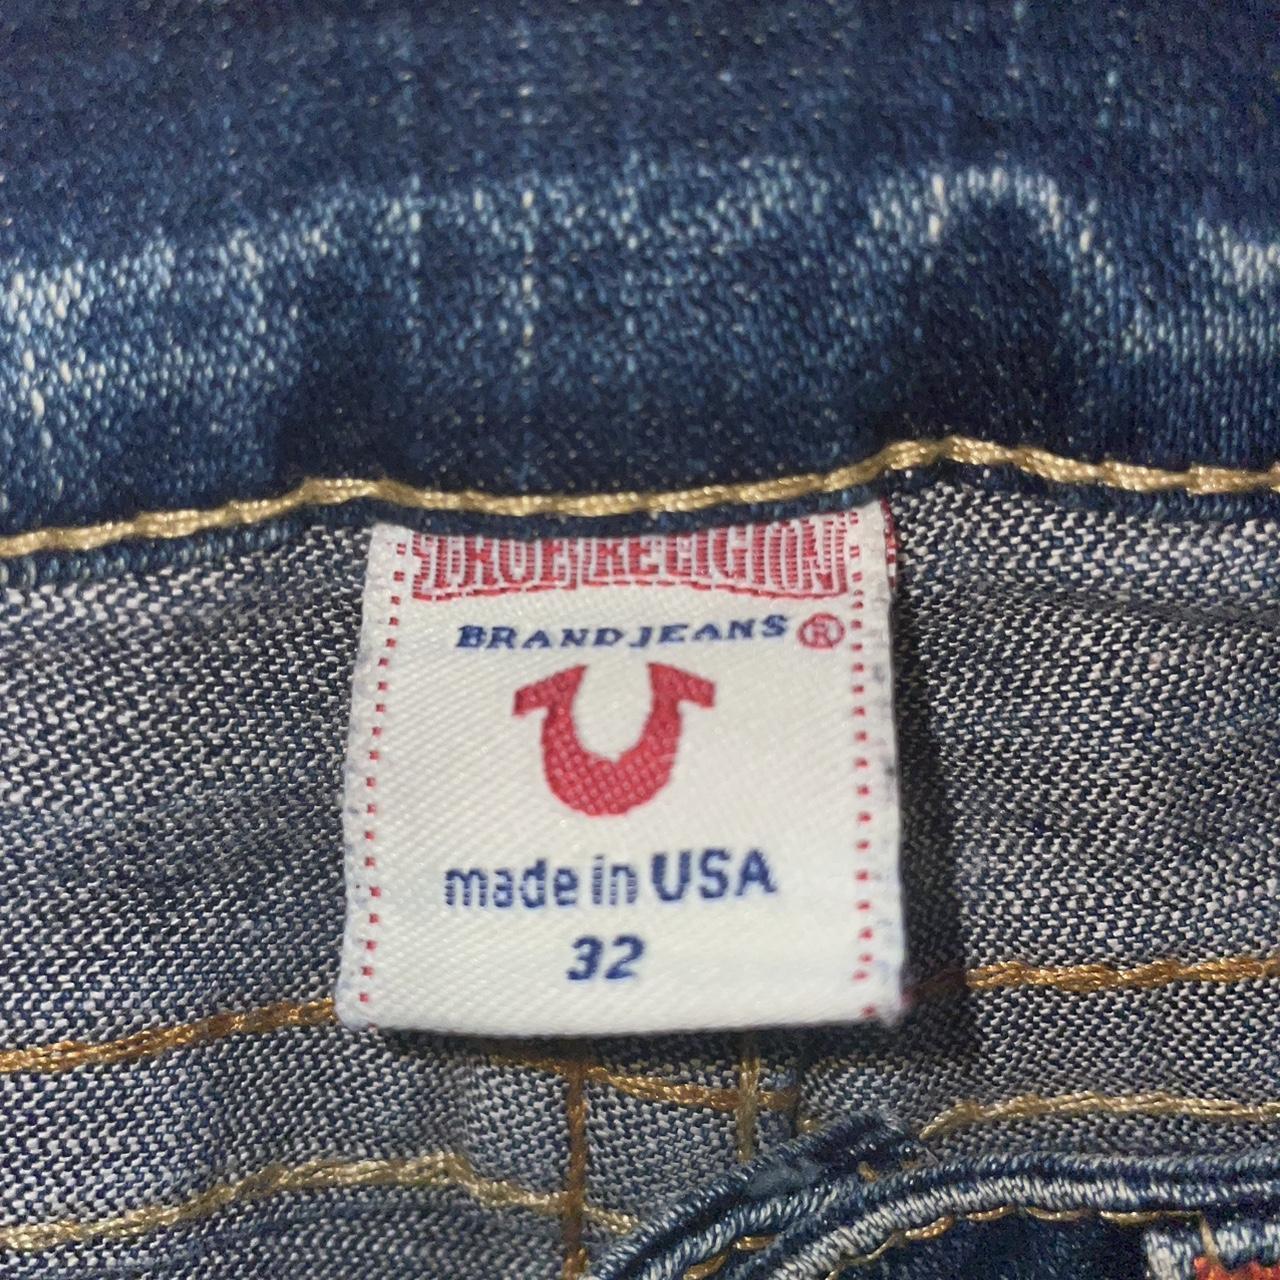 TRUE RELIGION
BRAND JEANS ®
made in USA
32